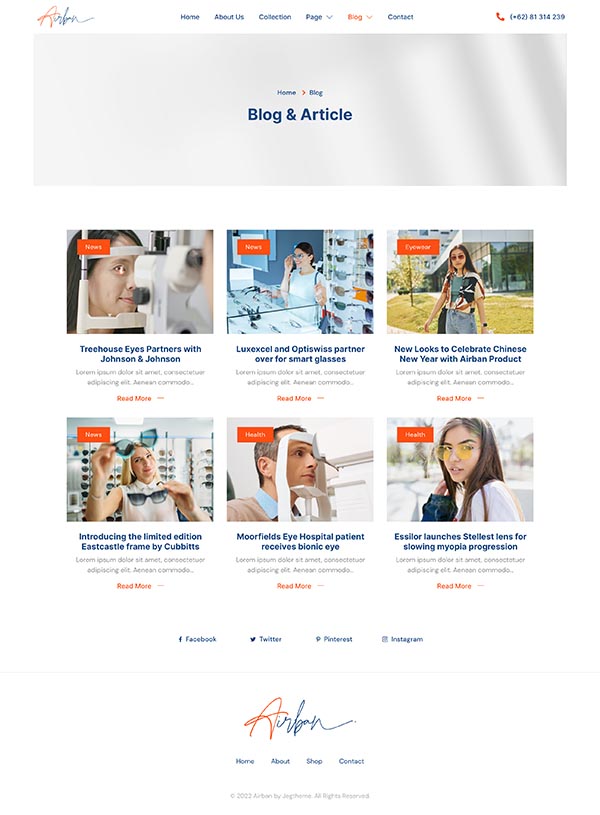 Airban
Home About Us Collection Page Blog Contact (+62) 81 314 239
Home Blog
Blog & Article
News News Eyewear
Treehouse Eyes Partners with
Johnson & Johnson
Lorem ipsum dolor sit amet, consectetuer
adipiscing elit. Aenean commodo...
Read More
Luxexcel and Optiswiss partner
over for smart glasses
Lorem ipsum dolor sit amet, consectetuer
adipiscing elit. Aenean commodo...
Read More
New Looks to Celebrate Chinese
New Year with Airban Product
Lorem ipsum dolor sit amet, consectetuer
adipiscing elit. Aenean commodo...
Read More
News Health Health
Introducing the limited edition
Eastcastle frame by Cubbitts
Lorem ipsum dolor sit amet, consectetuer
adipiscing elit. Aenean commodo...
Read More
Moorfields Eye Hospital patient
receives bionic eye
Lorem ipsum dolor sit amet, consectetuer
adipiscing elit. Aenean commodo...
Read More
Essilor launches Stellest lens for
slowing myopia progression
Lorem ipsum dolor sit amet, consectetuer
adipiscing elit. Aenean commodo...
Read More
Facebook Twitter Pinterest Instagram
Airban
Home About Shop Contact
© 2022 Airban by Jegtheme. All Rights Reserved.